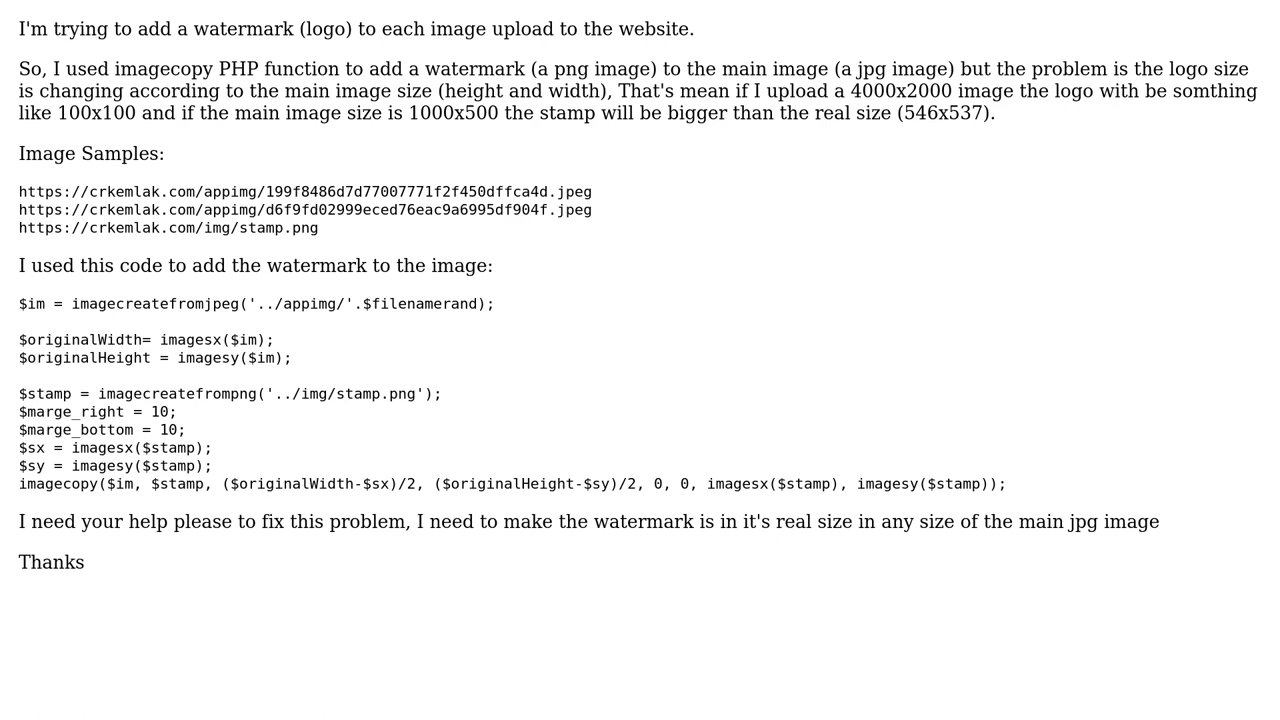 I'm trying to add a watermark (logo) to each image upload to the website.
So, I used imagecopy PHP function to add a watermark (a png image) to the main image (a jpg image) but the problem is the logo size
is changing according to the main image size (height and width), That's mean if I upload a 4000x2000 image the logo with be somthing
like 100x100 and if the main image size is 1000x500 the stamp will be bigger than the real size (546x537).
Image Samples:
https://crkemlak.com/appimg/199f8486d7d77007771f2f450dffca4d.jpeg
https://crkemlak.com/appimg/d6f9fd02999eced76eac9a6995df904f.jpeg
https://crkemlak.com/img/stamp.png
I used this code to add the watermark to the image:
$im = imagecreatefromjpeg('../appimg/'.$filenamerand);
$originalWidth= imagesx($im);
$originalHeight = imagesy($im);
$stamp = imagecreatefrompng('../img/stamp.png');
$marge_right = 10;
$marge_bottom = 10;
$sx = imagesx($stamp);
$sy = imagesy($stamp);
imagecopy($im, $stamp, ($originalWidth-$sx)/2, ($originalHeight-$sy)/2, 0, 0, imagesx($stamp), imagesy($stamp));
I need your help please to fix this problem, I need to make the watermark is in it's real size in any size of the main jpg image
Thanks